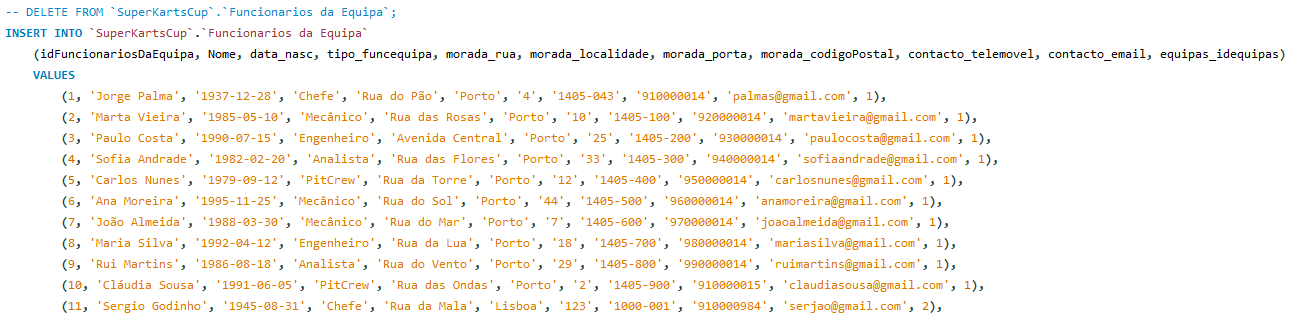 -- DELETE FROM `SuperKartsCup`.`Funcionarios da Equipa`;
INSERT INTO `SuperKartsCup`.`Funcionarios da Equipa`
(idFuncionariosDaEquipa, Nome, data_nasc, tipo_funcequipa, morada_rua, morada_localidade, morada_porta, morada_codigoPostal, contacto_telemovel, contacto_email, equipas_idequipas)
VALUES
(1, 'Jorge Palma', '1937-12-28', 'Chefe', 'Rua do Pão', 'Porto', '4', '1405-043', '910000014', 'palmas@gmail.com', 1),
(2, 'Marta Vieira', '1985-05-10', 'Mecânico', 'Rua das Rosas', 'Porto', '10', '1405-100', '920000014', 'martavieira@gmail.com', 1),
(3, 'Paulo Costa', '1990-07-15', 'Engenheiro', 'Avenida Central', 'Porto', '25', '1405-200', '930000014', 'paulocosta@gmail.com', 1),
(4, 'Sofia Andrade', '1982-02-20', 'Analista', 'Rua das Flores', 'Porto', '33', '1405-300', '940000014', 'sofiaandrade@gmail.com', 1),
(5, 'Carlos Nunes', '1979-09-12', 'PitCrew', 'Rua da Torre', 'Porto', '12', '1405-400', '950000014', 'carlosnunes@gmail.com', 1),
(6, 'Ana Moreira', '1995-11-25', 'Mecânico', 'Rua do Sol', 'Porto', '44', '1405-500', '960000014', 'anamoreira@gmail.com', 1),
(7, 'João Almeida', '1988-03-30', 'Mecânico', 'Rua do Mar', 'Porto', '7', '1405-600', '970000014', 'joaoalmeida@gmail.com', 1),
(8, 'Maria Silva', '1992-04-12', 'Engenheiro', 'Rua da Lua', 'Porto', '18', '1405-700', '980000014', 'mariasilva@gmail.com', 1),
(9, 'Rui Martins', '1986-08-18', 'Analista', 'Rua do Vento', 'Porto', '29', '1405-800', '990000014', 'ruimartins@gmail.com', 1),
(10, 'Cláudia Sousa', '1991-06-05', 'PitCrew', 'Rua das Ondas', 'Porto', '2', '1405-900', '910000015', 'claudiasousa@gmail.com', 1),
(11, 'Sergio Godinho', '1945-08-31', 'Chefe', 'Rua da Mala', 'Lisboa', '123', '1000-001', '910000984', 'serjao@gmail.com', 2),